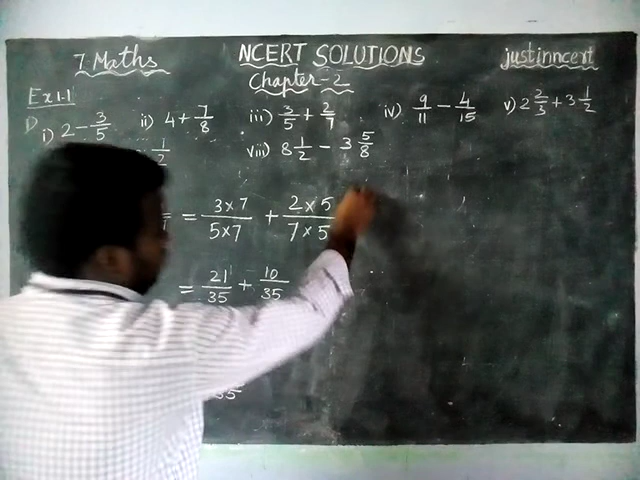 7 Maths NCERT SOLUTIONS justinncert
Chapter-2
Ex 1.1
i) 2 - 3/5 ii) 4 + 7/8 iii) 3/5 + 2/7 iv) 9/11 - 4/15 v) 2 2/3 + 3 1/2
1/2 viii) 8 1/2 - 3 5/8
= 3×7/5×7 + 2×5/7×5
= 21/35 + 10/35
35